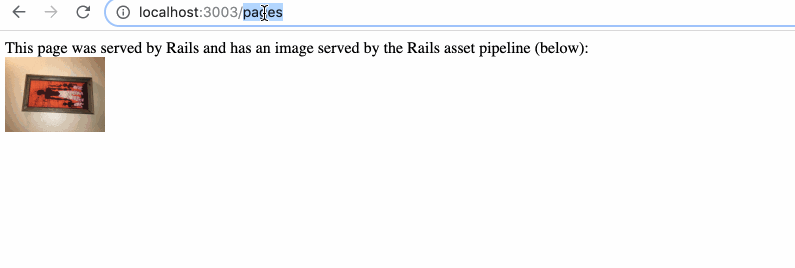 localhost:3003/pages
This page was served by Rails and has an image served by the Rails asset pipeline (below):